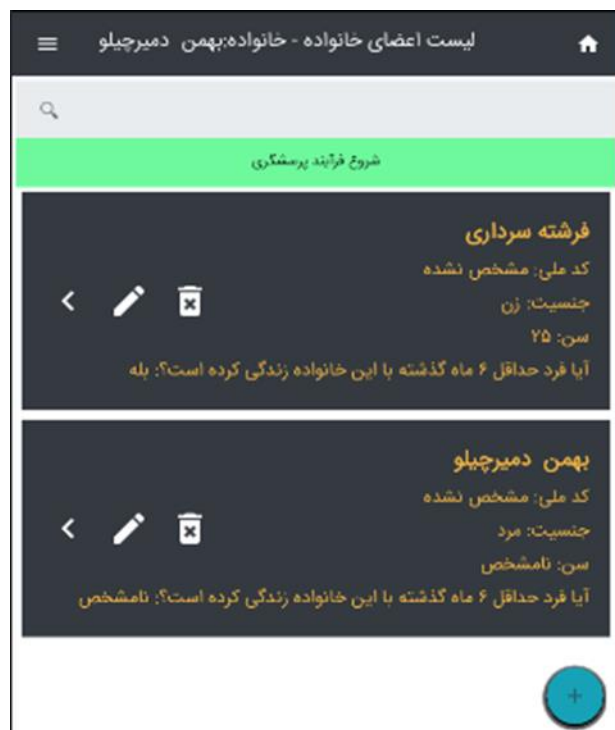 لیست اعضای خانواده - خانواده:بهمن دمیرچیلو
شروع فرآیند پرسشگری
فرشته سرداری
کد ملی: مشخص نشده
جنسیت: زن
سن: ۲۵
آیا فرد حداقل ۶ ماه گذشته با این خانواده زندگی کرده است؟: بله
بهمن دمیرچیلو
کد ملی: مشخص نشده
جنسیت: مرد
سن: نامشخص
آیا فرد حداقل ۶ ماه گذشته با این خانواده زندگی کرده است؟: نامشخص